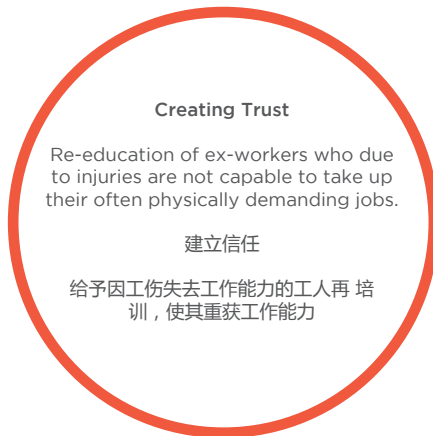 Creating Trust
Re-education of ex-workers who due
to injuries are not capable to take up
their often physically demanding jobs.
建立信任
给予因工伤失去工作能力的工人再 培
训，使其重获工作能力